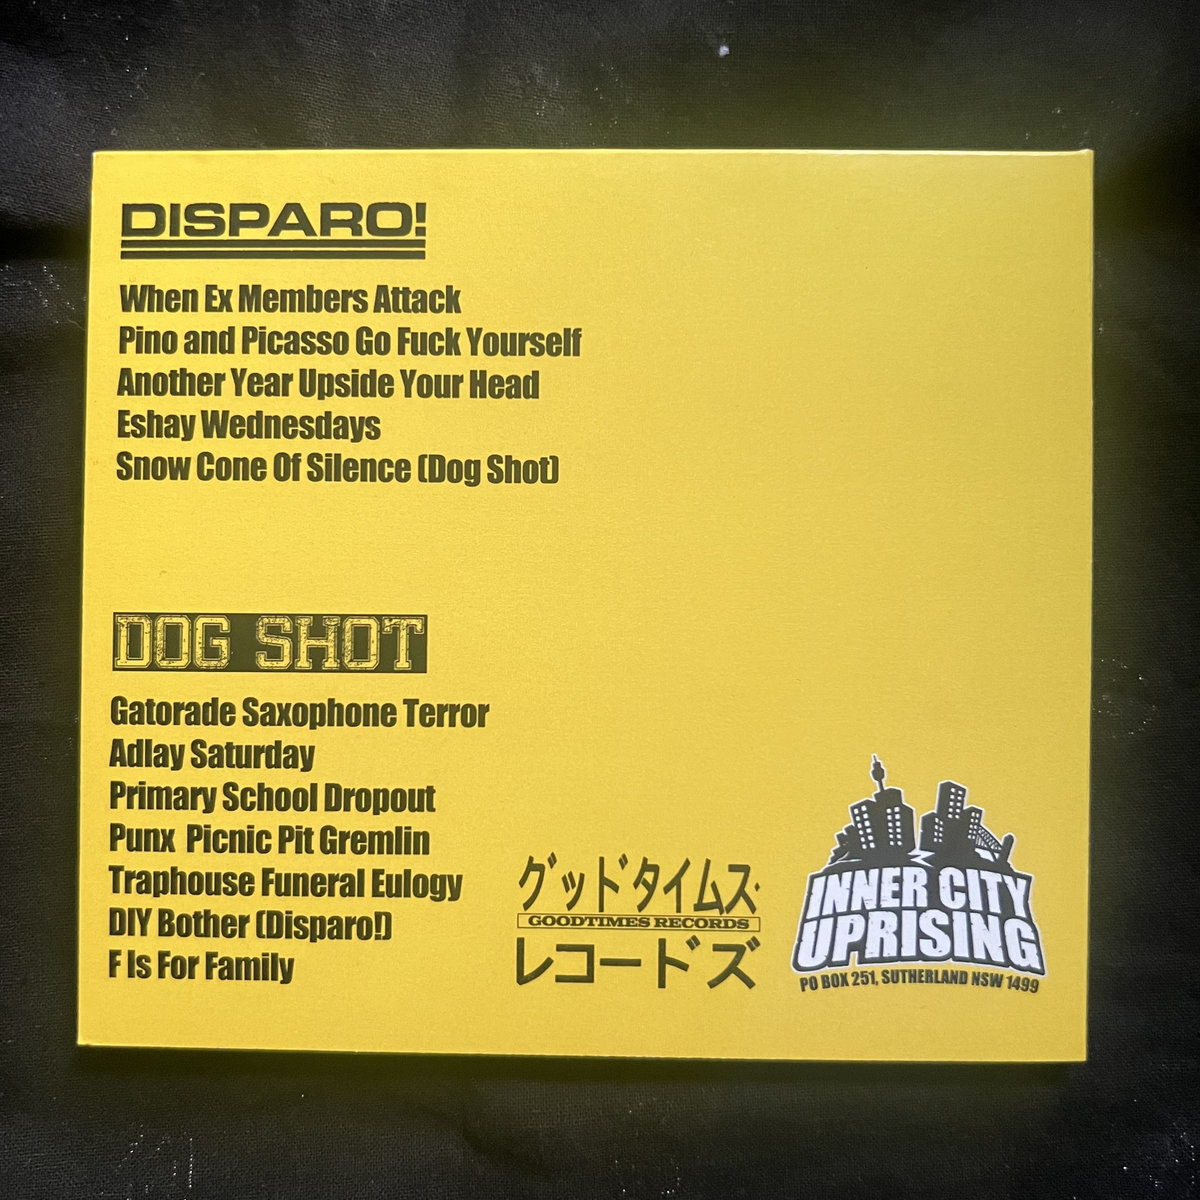 DISPARO!
When Ex Members Attack
Pino and Picasso Go Fuck Yourself
Another Year Upside Your Head
Eshay Wednesdays
Snow Cone Of Silence (Dog Shot)
DOG SHOT
Gatorade Saxophone Terror
Adlay Saturday
Primary School Dropout
Punx Picnic Pit Gremlin
Traphouse Funeral Eulogy
DIY Bother (Disparo!)
F Is For Family
グッドタイムス・
GOODTIMES RECORDS
レコードズ
INNER CITY
UPRISING
PO BOX 251, SUTHERLAND NSW 1499